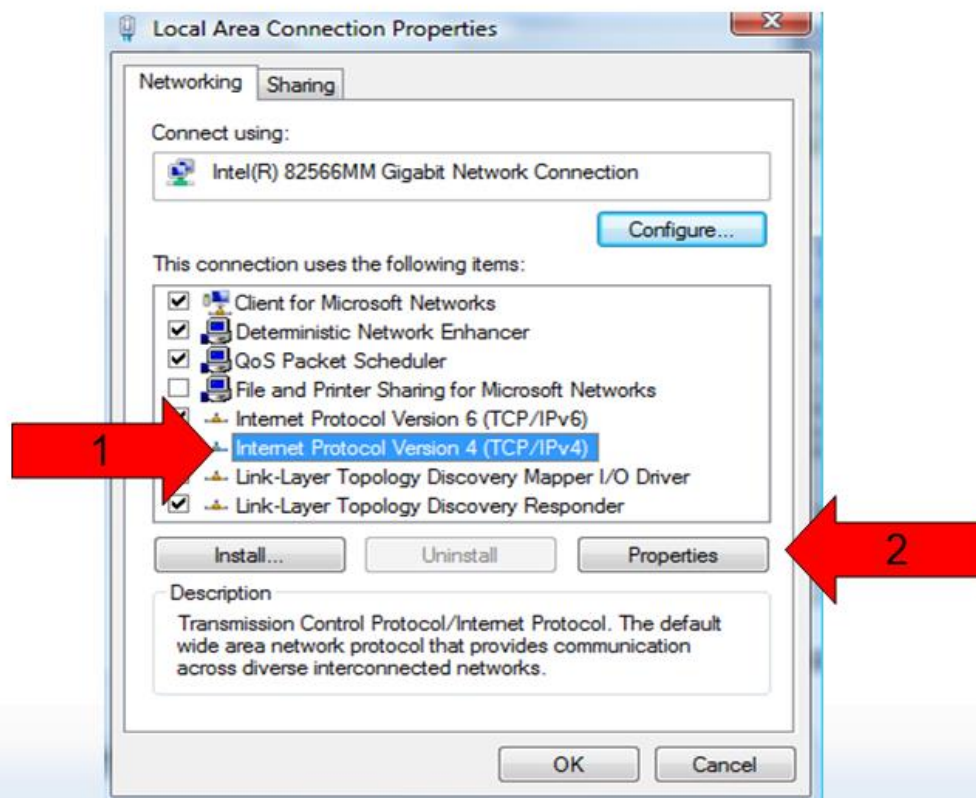 Local Area Connection Properties
Networking
Sharing
Connect using:
Intel(R) 82566MM Gigabit Network Connection
Configure...
This connection uses the following items:
Client for Microsoft Networks
Deterministic Network Enhancer
QoS Packet Scheduler
File and Printer Sharing for Microsoft Networks
Internet Protocol Version 6 (TCP/IPv6)
1
Internet Protocol Version 4 (TCP/IPv4)
Link-Layer Topology Discovery Mapper I/O Driver
Link-Layer Topology Discovery Responder
Install...
Uninstall
Properties
2
Description
Transmission Control Protocol/Internet Protocol. The default
wide area network protocol that provides communication
across diverse interconnected networks.
OK
Cancel